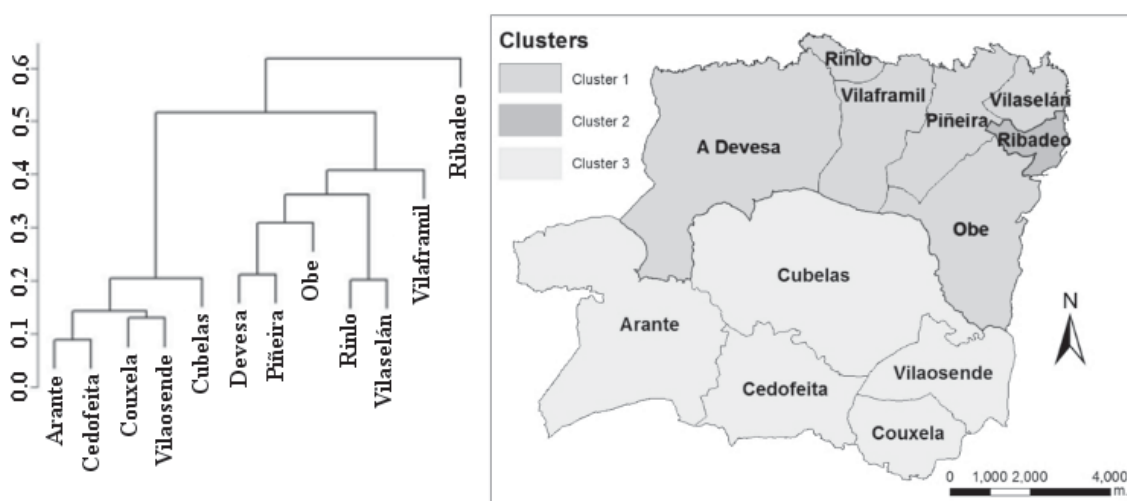 0.6
0.5
0.4
0.3
0.2
0.1
0.0
Arante
Cedofeita
Couxela
Vilaosende
Cubelas
Devesa
Piñeira
Obe
Rinlo
Vilaselán
Vilaframil
Ribadeo
Clusters
Cluster 1
Cluster 2
Cluster 3
Rinlo
Vilaframil
Vilaselán
Piñeira
Ribadeo
A Devesa
Obe
Cubelas
Arante
Vilaosende
Cedofeita
Couxela
N
0 1,000 2,000 4,000
m